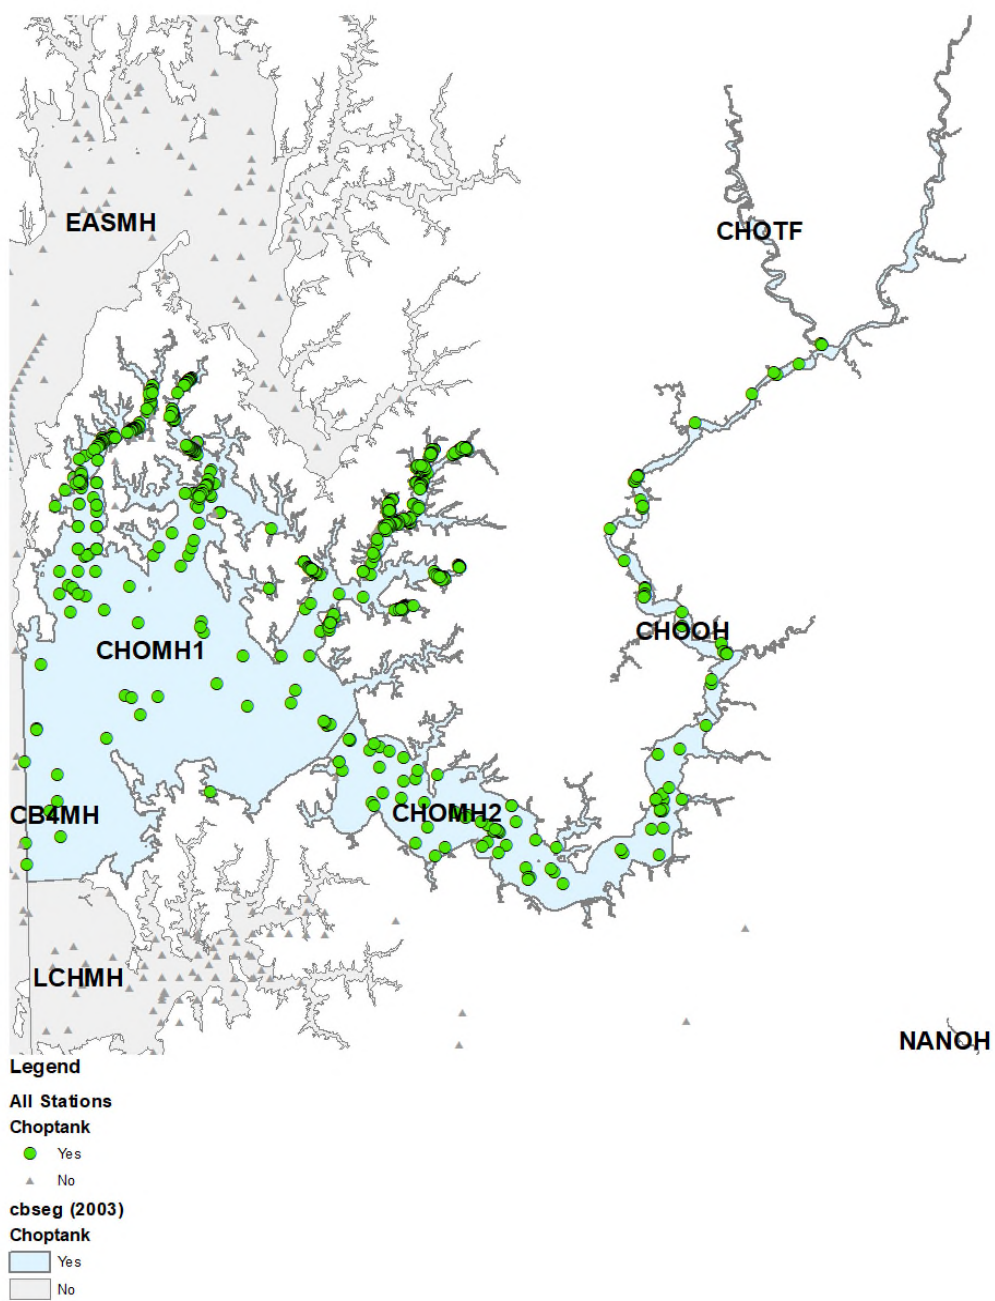 EASMH
CHOTF
CHOOH
CHOMH1
CB4MH
CHOMH2
LCHMH
NANOH
Legend
All Stations
Choptank
Yes
No
cbseg (2003)
Choptank
Yes
No